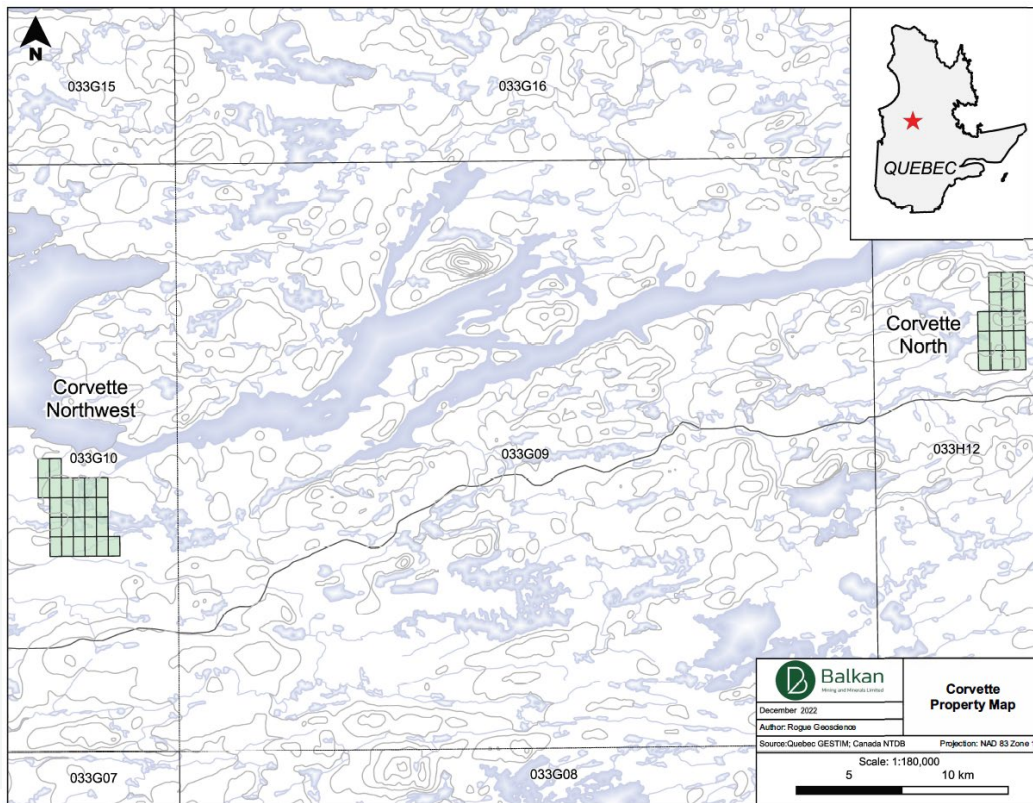 N
033G15
033G16
QUEBEC
Corvette
North
Corvette
Northwest
033G10
033G09
033H12
Balkan
Mining and Minerals Limited
Corvette
Property Map
December 2022
Author: Rogue Geoscience
Source:Quebec GESTIM; Canada NTDB
Projection: NAD 83 Zone
Scale: 1:180,000
5
10 km
033G07
033G08